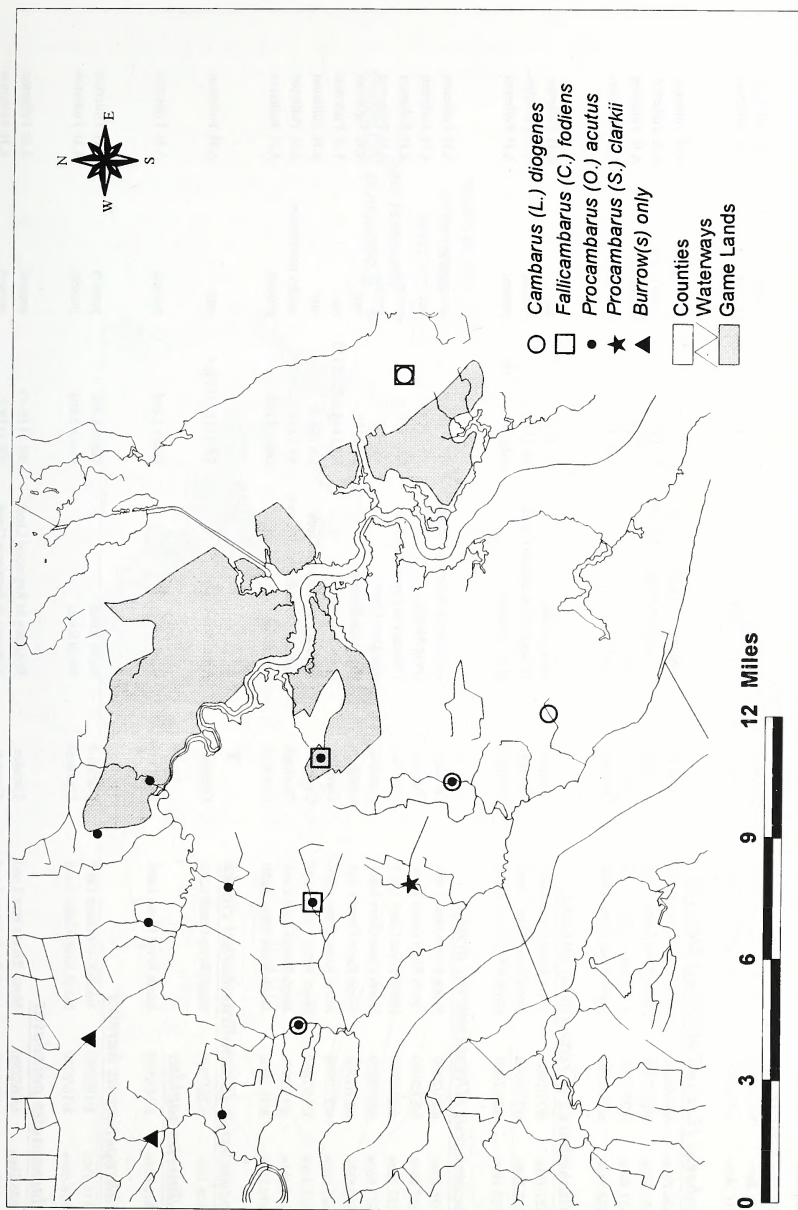 N
W E
S
Cambarus (L.) diogenes
Fallicambarus (C.) fodiens
Procambarus (O.) acutus
Procambarus (S.) clarkii
Burrow(s) only
Counties
Waterways
Game Lands
0 3 6 9 12 Miles